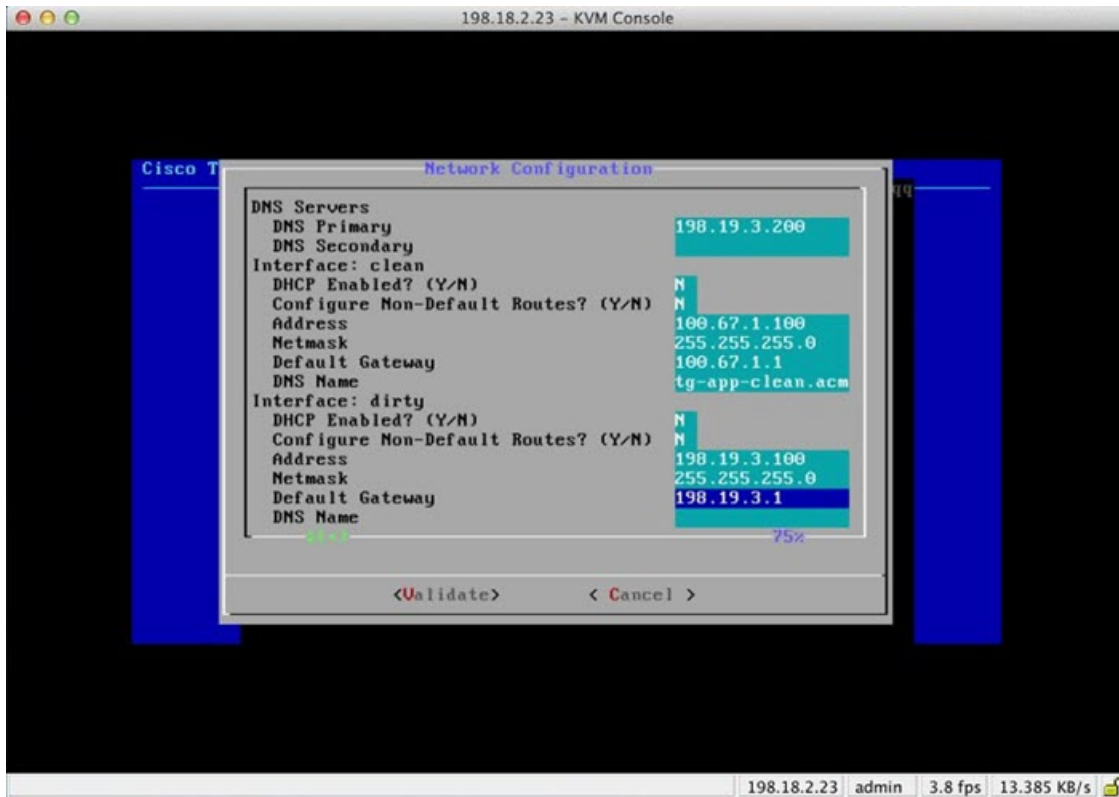 198.18.2.23 – KVM Console
Cisco T
Network Configuration
qq
DNS Servers
DNS Primary 198.19.3.200
DNS Secondary
Interface: clean
DHCP Enabled? (Y/N) N
Configure Non-Default Routes? (Y/N) N
Address 100.67.1.100
Netmask 255.255.255.0
Default Gateway 100.67.1.1
DNS Name tg-app-clean.acm
Interface: dirty
DHCP Enabled? (Y/N) N
Configure Non-Default Routes? (Y/N) N
Address 198.19.3.100
Netmask 255.255.255.0
Default Gateway 198.19.3.1
DNS Name
75%
<Validate> < Cancel >
198.18.2.23 admin 3.8 fps 13.385 KB/s